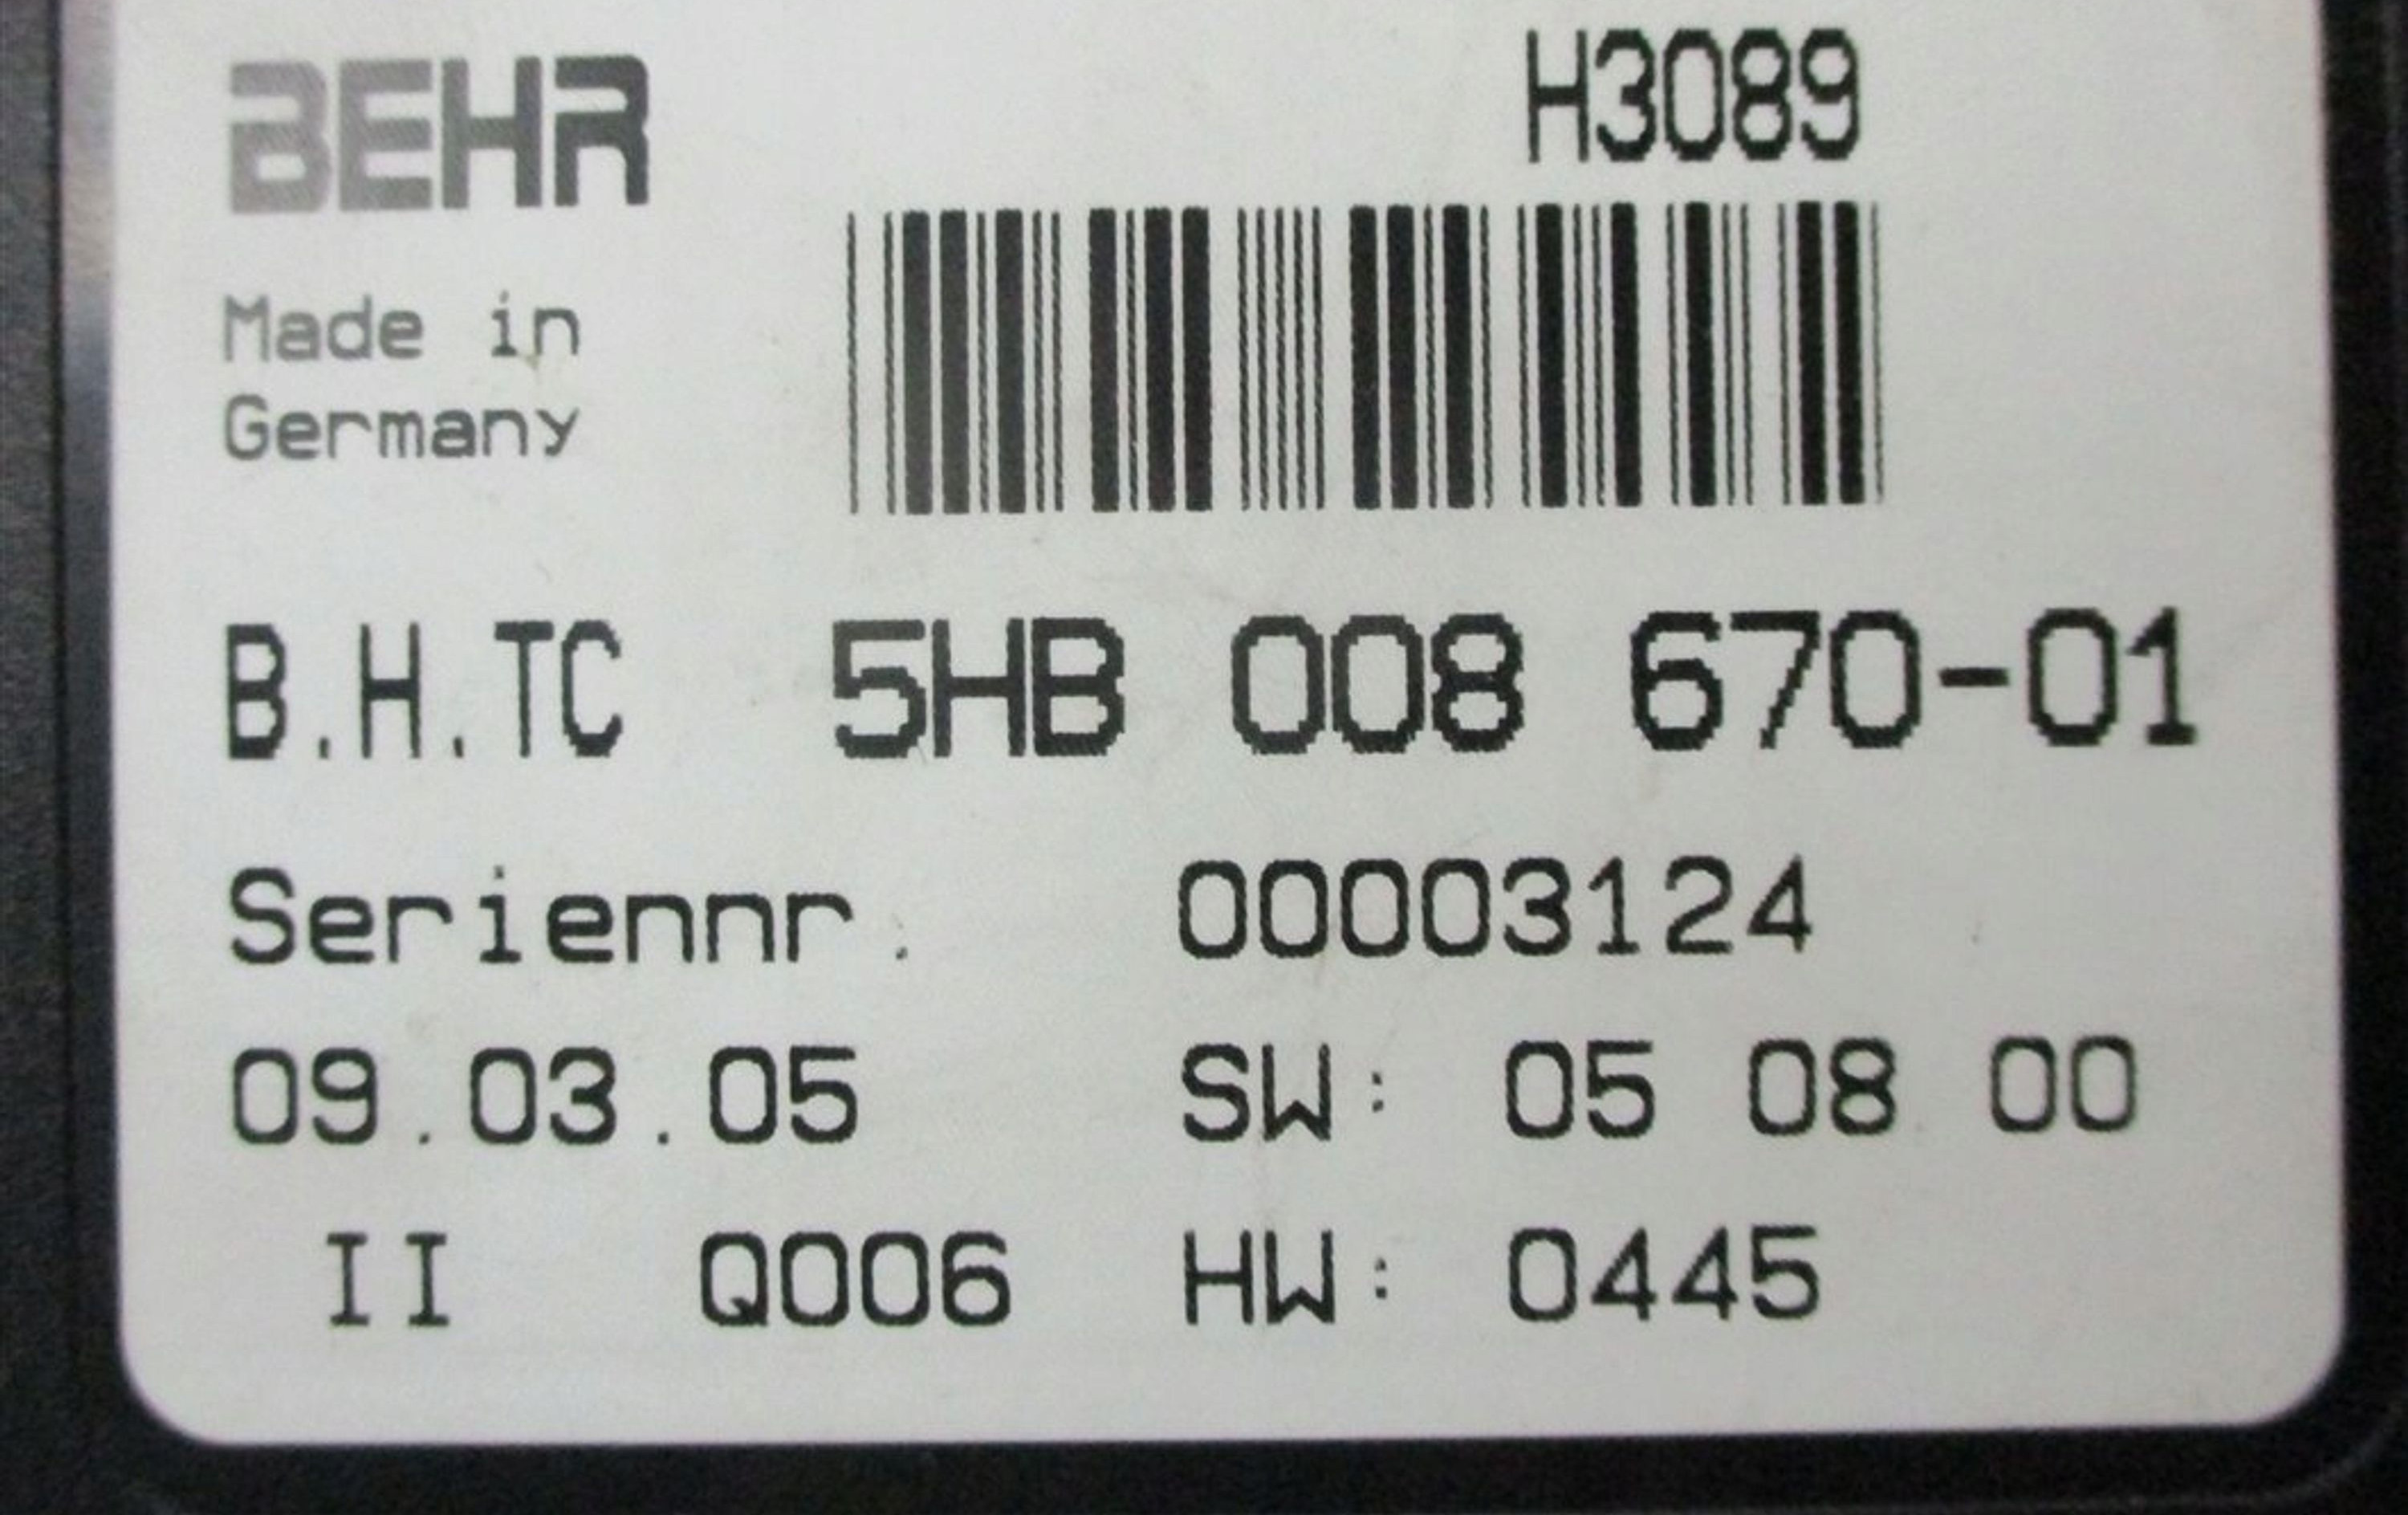 BEHR
H3089
Made in
Germany
B.H.TC 5HB 008 670-01
Seriennr. 00003124
09.03.05 SW: 05 08 00
II Q006 HW: 0445